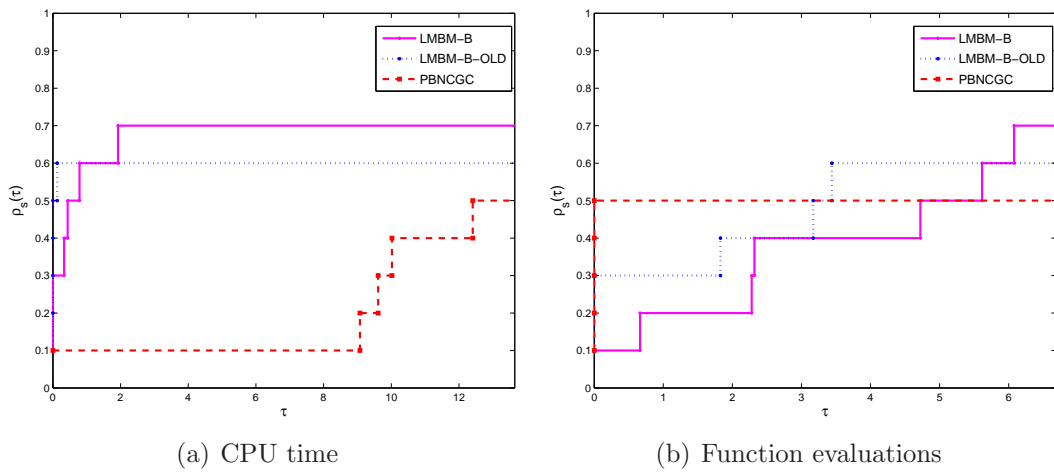 1
0.9
0.8
0.7
0.6
0.5
0.4
0.3
0.2
0.1
0
ρs(τ)
0 2 4 6 8 10 12
τ
LMBM−B
LMBM−B−OLD
PBNCGC
(a) CPU time
1
0.9
0.8
0.7
0.6
0.5
0.4
0.3
0.2
0.1
0
ρs(τ)
0 1 2 3 4 5 6
τ
LMBM−B
LMBM−B−OLD
PBNCGC
(b) Function evaluations